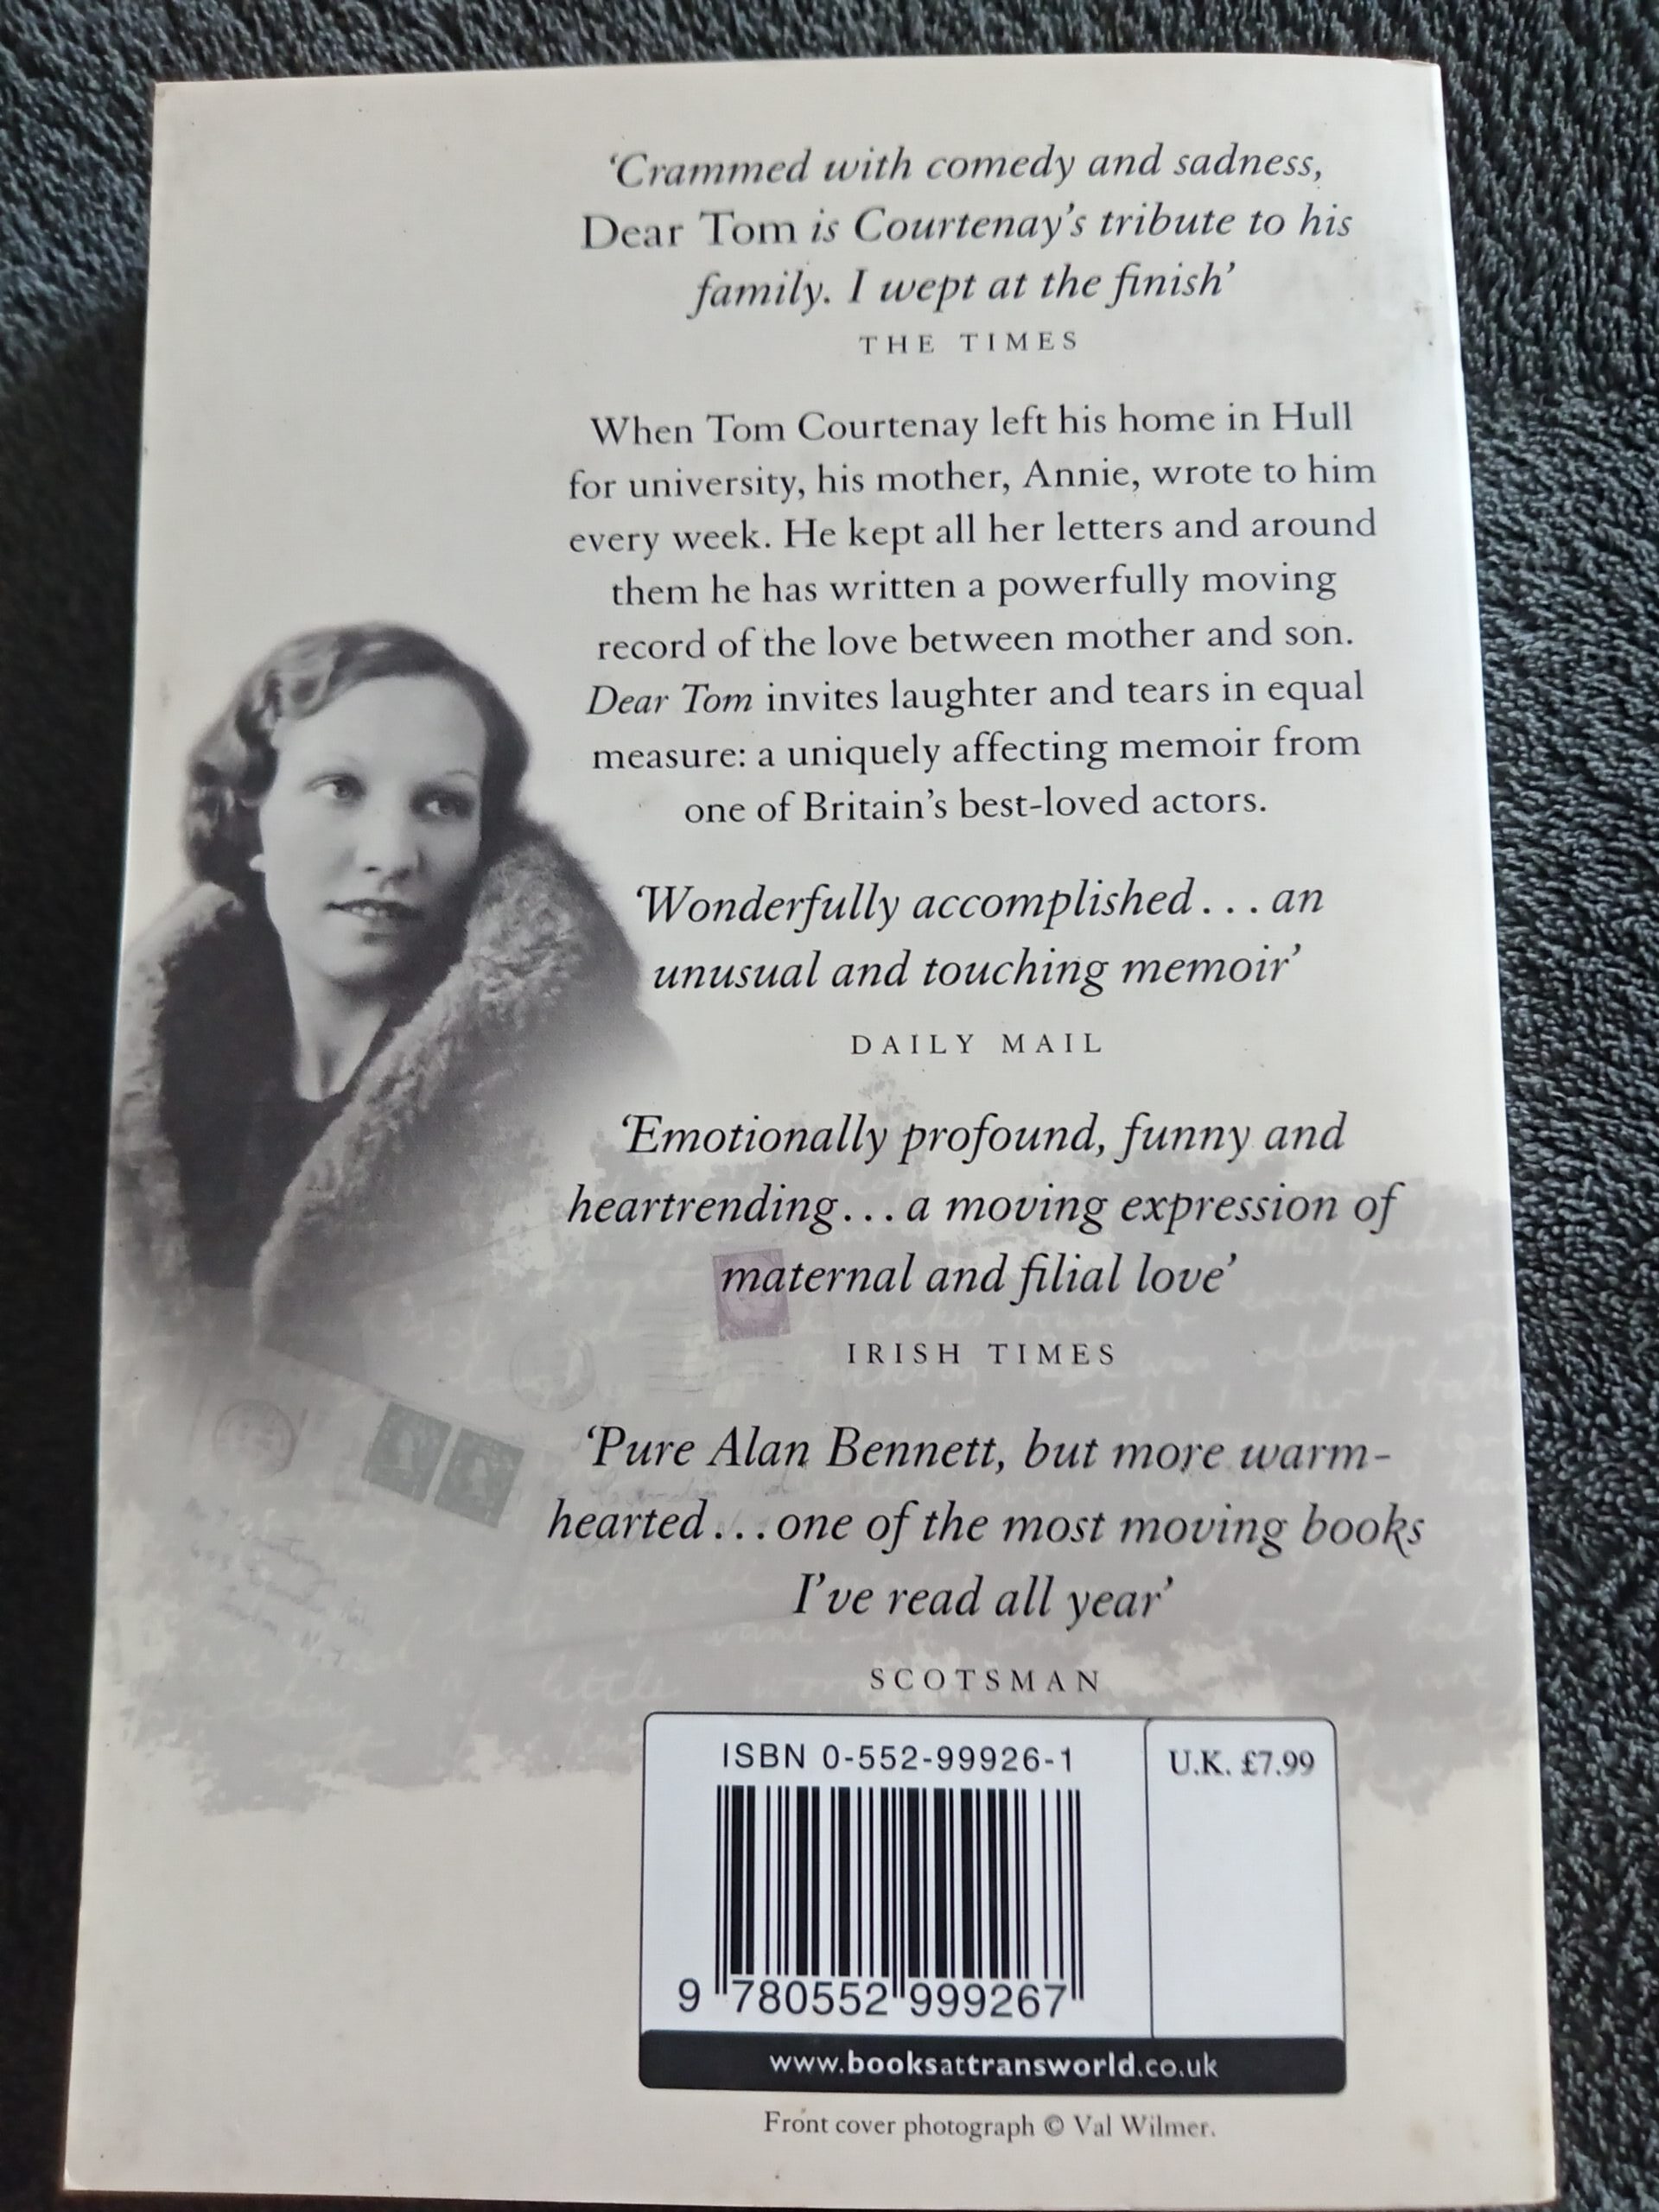 ‘Crammed with comedy and sadness,
Dear Tom is Courtenay’s tribute to his
family. I wept at the finish’
THE TIMES
When Tom Courtenay left his home in Hull
for university, his mother, Annie, wrote to him
every week. He kept all her letters and around
them he has written a powerfully moving
record of the love between mother and son.
Dear Tom invites laughter and tears in equal
measure: a uniquely affecting memoir from
one of Britain’s best-loved actors.
‘Wonderfully accomplished...an
unusual and touching memoir’
DAILY MAIL
‘Emotionally profound, funny and
heartrending...a moving expression of
maternal and filial love’
IRISH TIMES
‘Pure Alan Bennett, but more warm-
hearted...one of the most moving books
I’ve read all year’
SCOTSMAN
ISBN 0-552-99926-1
U.K. £7.99
9 780552 999267
www.booksattransworld.co.uk
Front cover photograph © Val Wilmer.